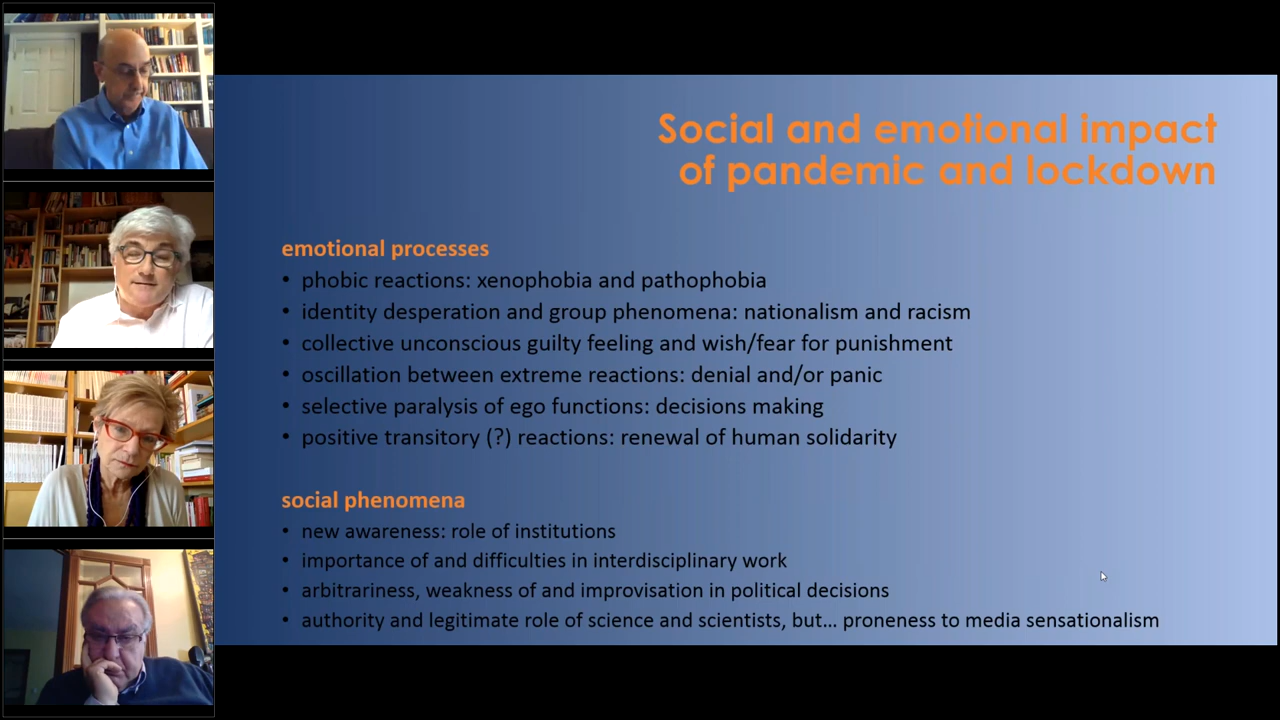 Social and emotional impact
of pandemic and lockdown
emotional processes
• phobic reactions: xenophobia and pathophobia
• identity desperation and group phenomena: nationalism and racism
• collective unconscious guilty feeling and wish/fear for punishment
• oscillation between extreme reactions: denial and/or panic
• selective paralysis of ego functions: decisions making
• positive transitory (?) reactions: renewal of human solidarity
social phenomena
• new awareness: role of institutions
• importance of and difficulties in interdisciplinary work
• arbitrariness, weakness of and improvisation in political decisions
• authority and legitimate role of science and scientists, but... proneness to media sensationalism